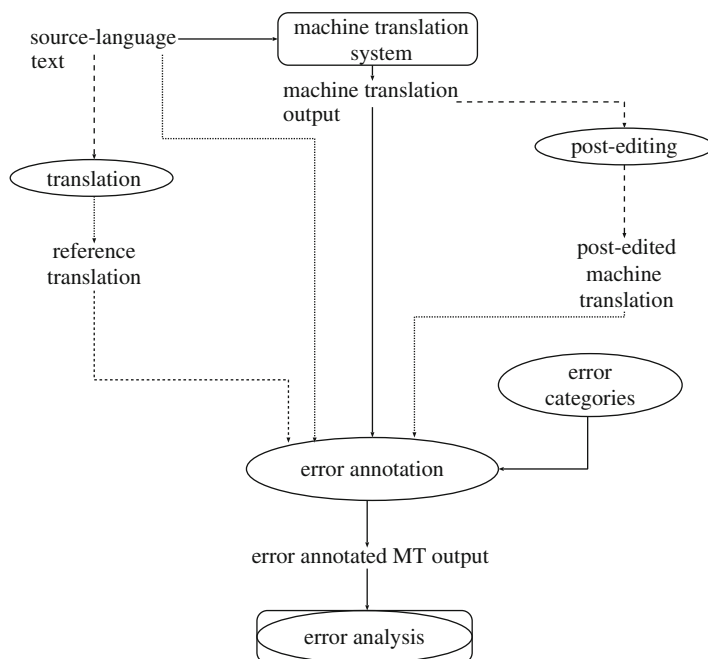 source-language
text
machine translation
system
machine translation
output
post-editing
translation
reference
translation
post-edited
machine
translation
error
categories
error annotation
error annotated MT output
error analysis